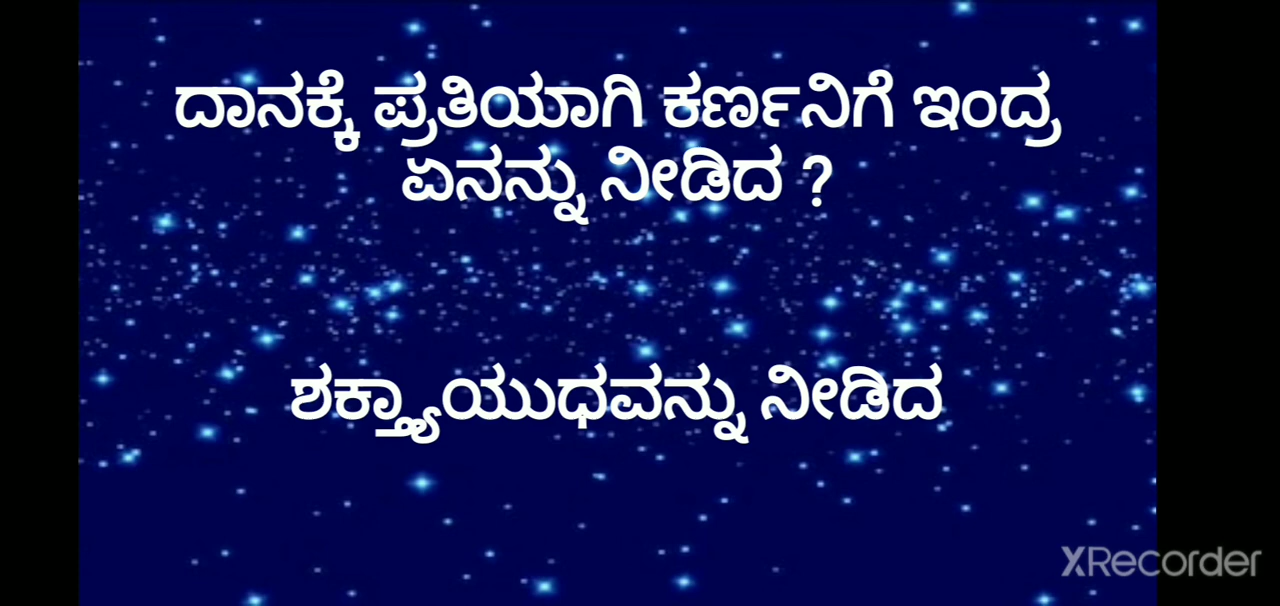 ದಾನಕ್ಕೆ ಪ್ರತಿಯಾಗಿ ಕರ್ಣನಿಗೆ ಇಂದ್ರ
ಏನನ್ನು ನೀಡಿದ ?
ಶಕ್ತ್ಯಾಯುಧವನ್ನು ನೀಡಿದ
XRecorder